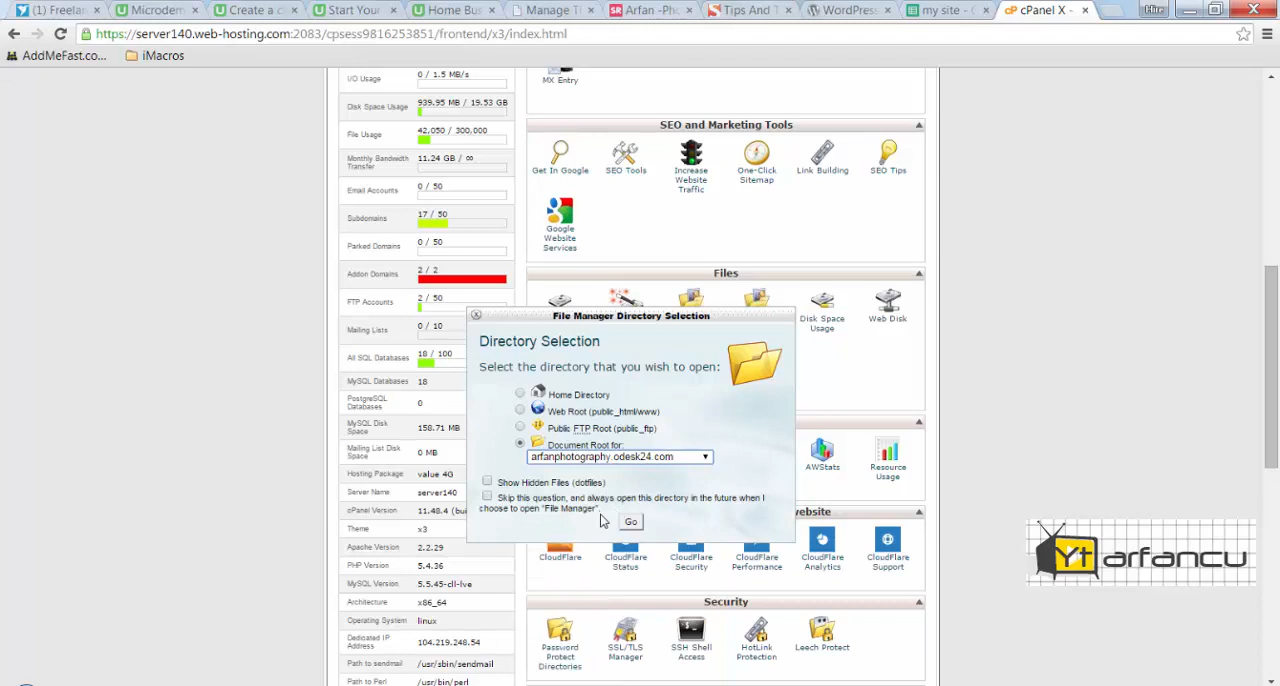 Freelan
Microdem
Create a cl
Start Your
Home Bus
Manage T
Arfan -Pho
Tips And T
WordPress
my site - G
cPanel X -
Hire
https://server140.web-hosting.com:2083/cpsess9816253851/frontend/x3/index.html
AddMeFast.co...
iMacros
I/O Usage
0 / 1.5 MB/s
Disk Space Usage
939.95 MB / 19.53 GB
File Usage
42,050 / 300,000
Monthly Bandwidth
Transfer
11.24 GB / ∞
Email Accounts
0 / 50
Subdomains
17 / 50
Parked Domains
0 / 50
Addon Domains
2 / 2
FTP Accounts
2 / 50
Mailing Lists
0 / 10
All SQL Databases
18 / 100
MySQL Databases
18
PostgreSQL
Databases
0
MySQL Disk
Space
158.71 MB
Mailing List Disk
Space
0 MB
Hosting Package
value 4G
Server Name
server140
cPanel Version
11.48.4 (bui
Theme
x3
Apache Version
2.2.29
PHP Version
5.4.36
MySQL Version
5.5.45-cll-lve
Architecture
x86_64
Operating System
linux
Dedicated IP
Address
104.219.248.54
Path to sendmail
/usr/sbin/sendmail
Path to Perl
/usr/bin/perl
MX Entry
SEO and Marketing Tools
Get In Google
SEO Tools
Increase
Website
Traffic
One-Click
Sitemap
Link Building
SEO Tips
Google
Website
Services
Files
Disk Space
Usage
Web Disk
File Manager Directory Selection
Directory Selection
Select the directory that you wish to open:
Home Directory
Web Root (public_html/www)
Public FTP Root (public_ftp)
Document Root for:
arfanphotography.odesk24.com
Show Hidden Files (dotfiles)
Skip this question, and always open this directory in the future when I
choose to open "File Manager".
Go
AWStats
Resource
Usage
website
CloudFlare
CloudFlare
Status
CloudFlare
Security
CloudFlare
Performance
CloudFlare
Analytics
CloudFlare
Support
Security
Password
Protect
Directories
SSL/TLS
Manager
SSH Shell
Access
HotLink
Protection
Leech Protect
Yt arfancu